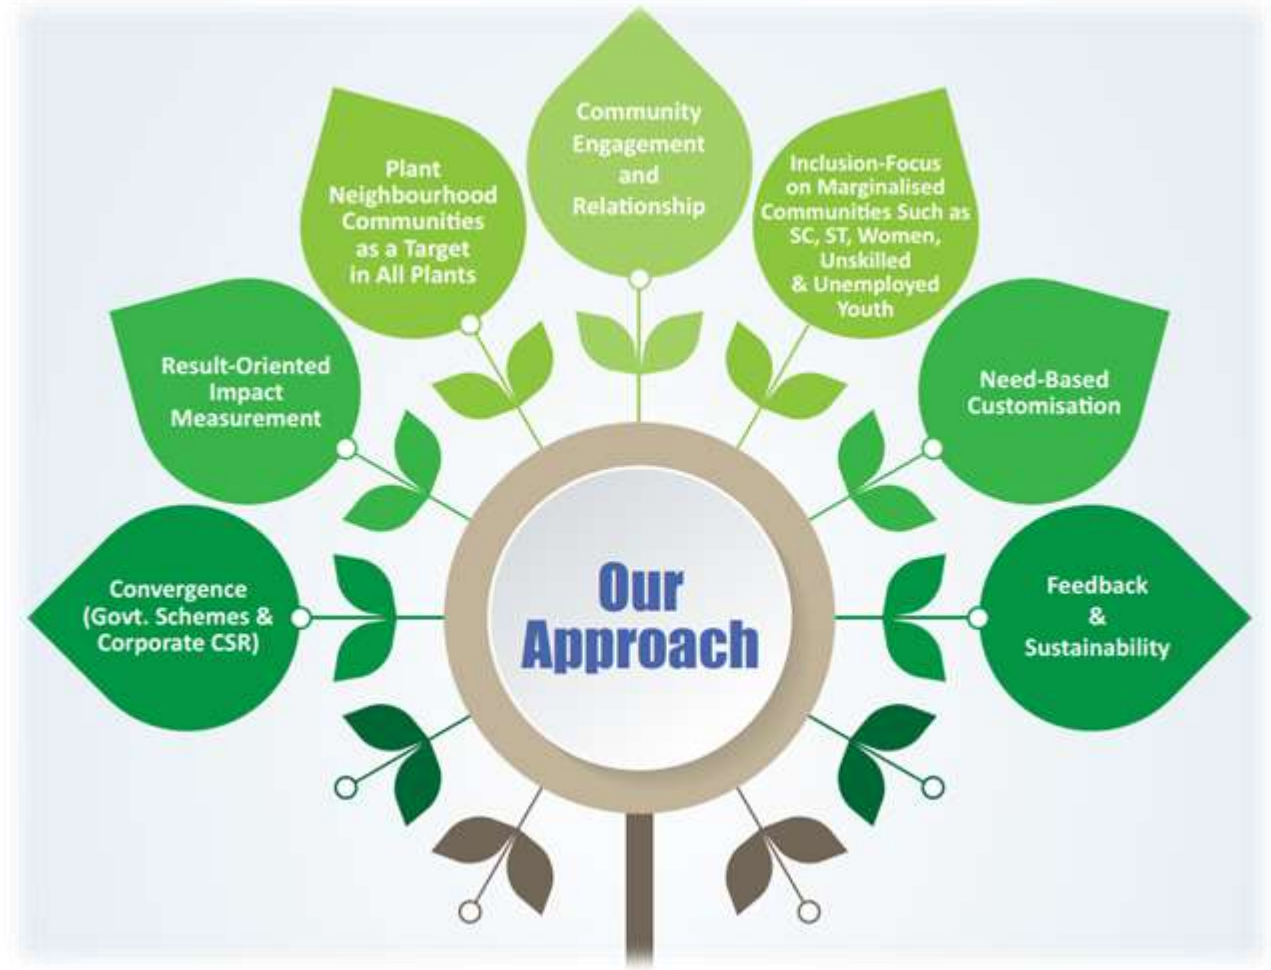 Community
Engagement
and
Relationship
Plant
Neighbourhood
Communities
as a Target
in All Plants
Inclusion-Focus
on Marginalised
Communities Such as
SC, ST, Women,
Unskilled
& Unemployed
Youth
Result-Oriented
Impact
Measurement
Need-Based
Customisation
Convergence
(Govt. Schemes &
Corporate CSR)
Our
Approach
Feedback
&
Sustainability